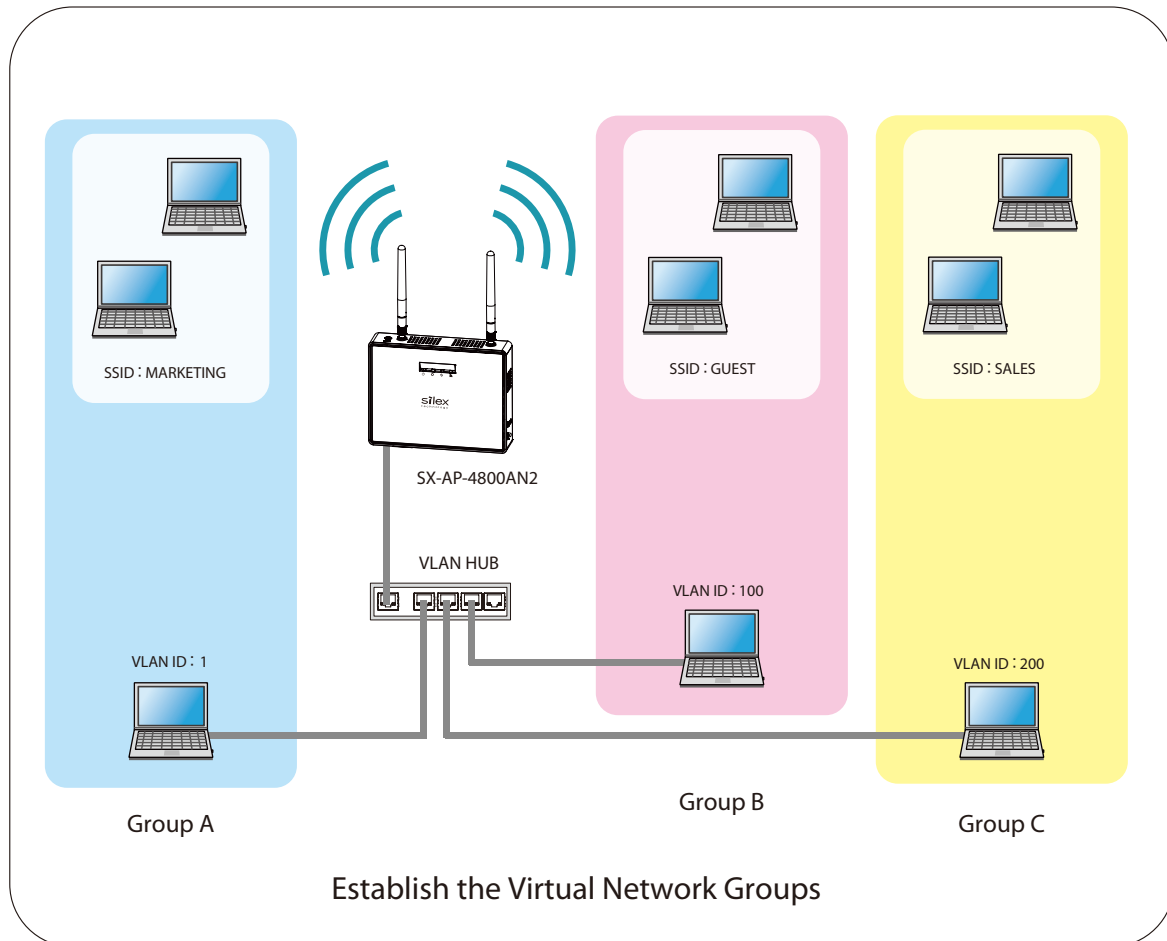 SSID : MARKETING
SSID : GUEST
SSID : SALES
silex
technology
SX-AP-4800AN2
VLAN HUB
VLAN ID : 100
VLAN ID : 1
VLAN ID : 200
Group A
Group B
Group C
Establish the Virtual Network Groups